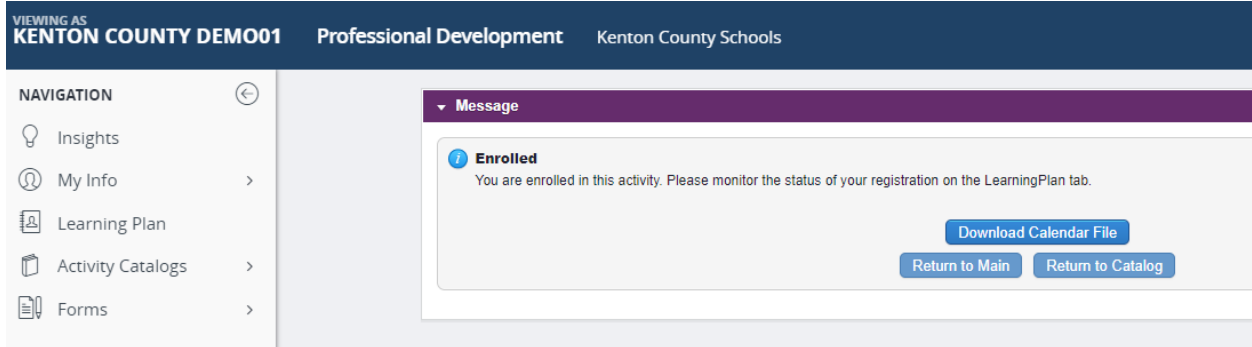 VIEWING AS
KENTON COUNTY DEMO01
Professional Development
Kenton County Schools
NAVIGATION
Insights
My Info
Learning Plan
Activity Catalogs
Forms
Message
Enrolled
You are enrolled in this activity. Please monitor the status of your registration on the LearningPlan tab.
Download Calendar File
Return to Main
Return to Catalog